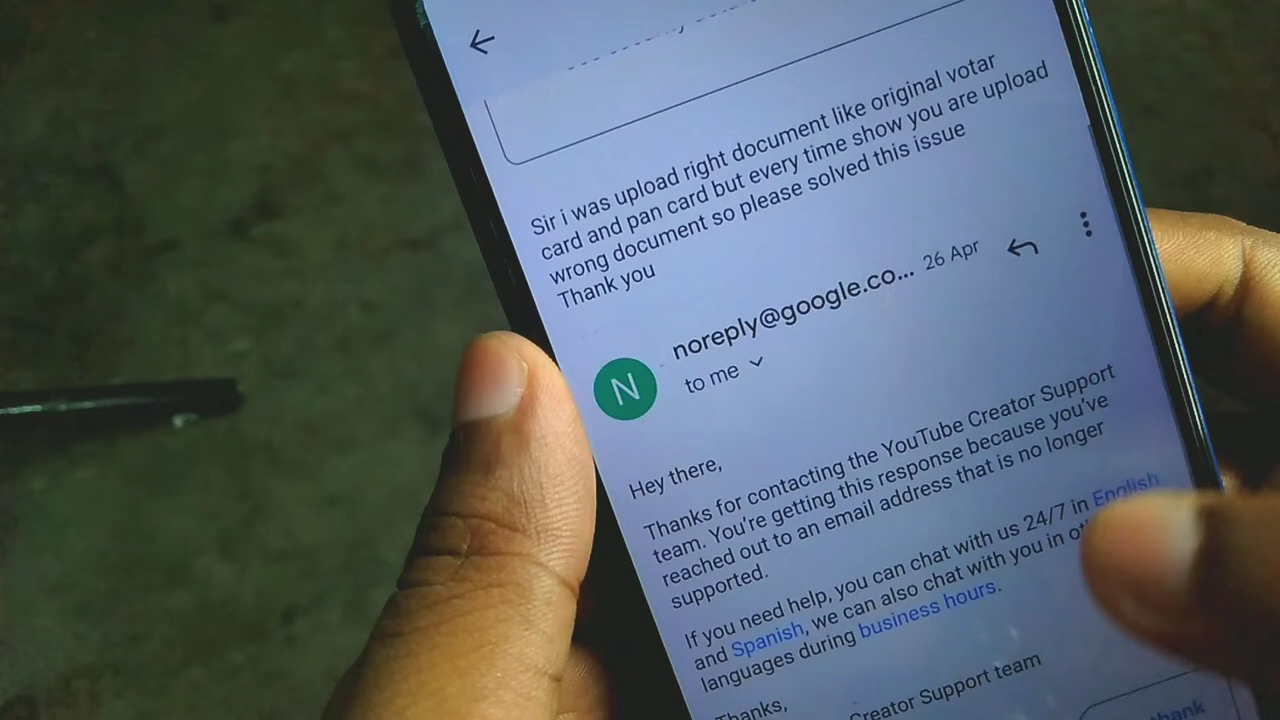 Sir i was upload right document like original votar
card and pan card but every time show you are upload
wrong document so please solved this issue
Thank you
N
noreply@google.co... 26 Apr
to me
Hey there,
Thanks for contacting the YouTube Creator Support
team. You're getting this response because you've
reached out to an email address that is no longer
supported.
If you need help, you can chat with us 24/7 in English
and Spanish, we can also chat with you in
languages during business hours.
Thanks,
Creator Support team